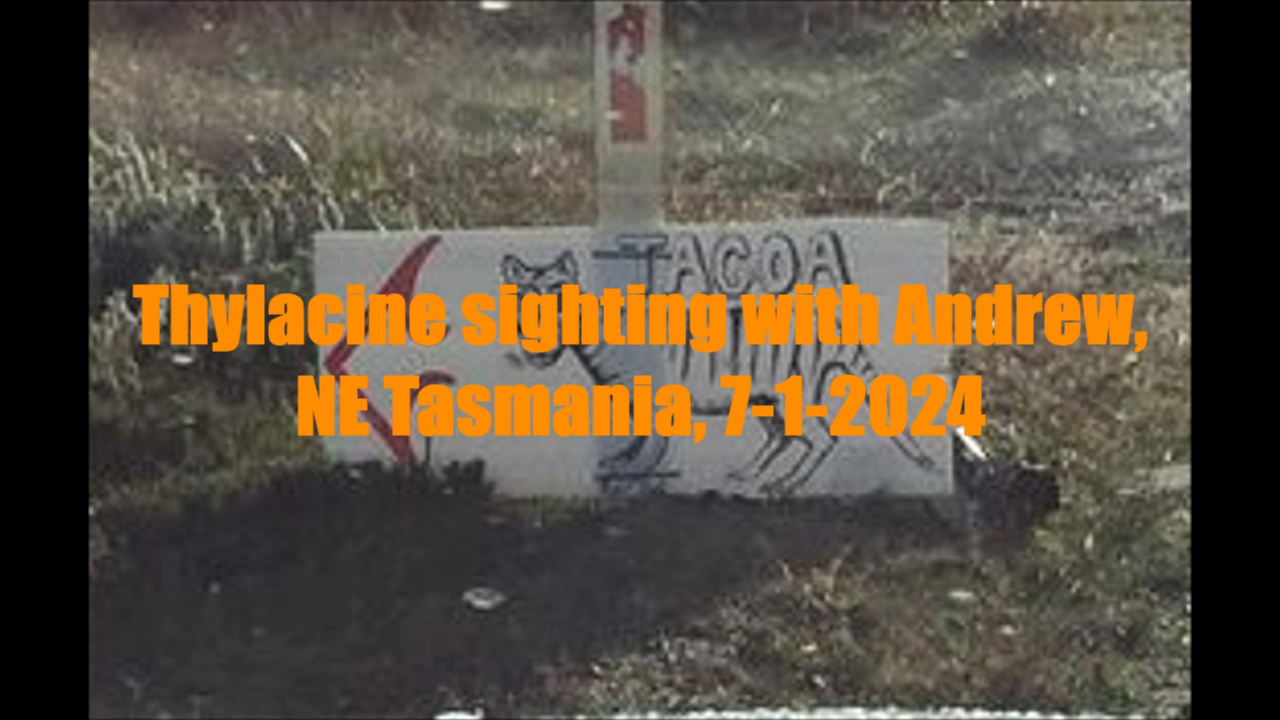 TACOA
Thylacine sighting with Andrew,
NE Tasmania, 7-1-2024